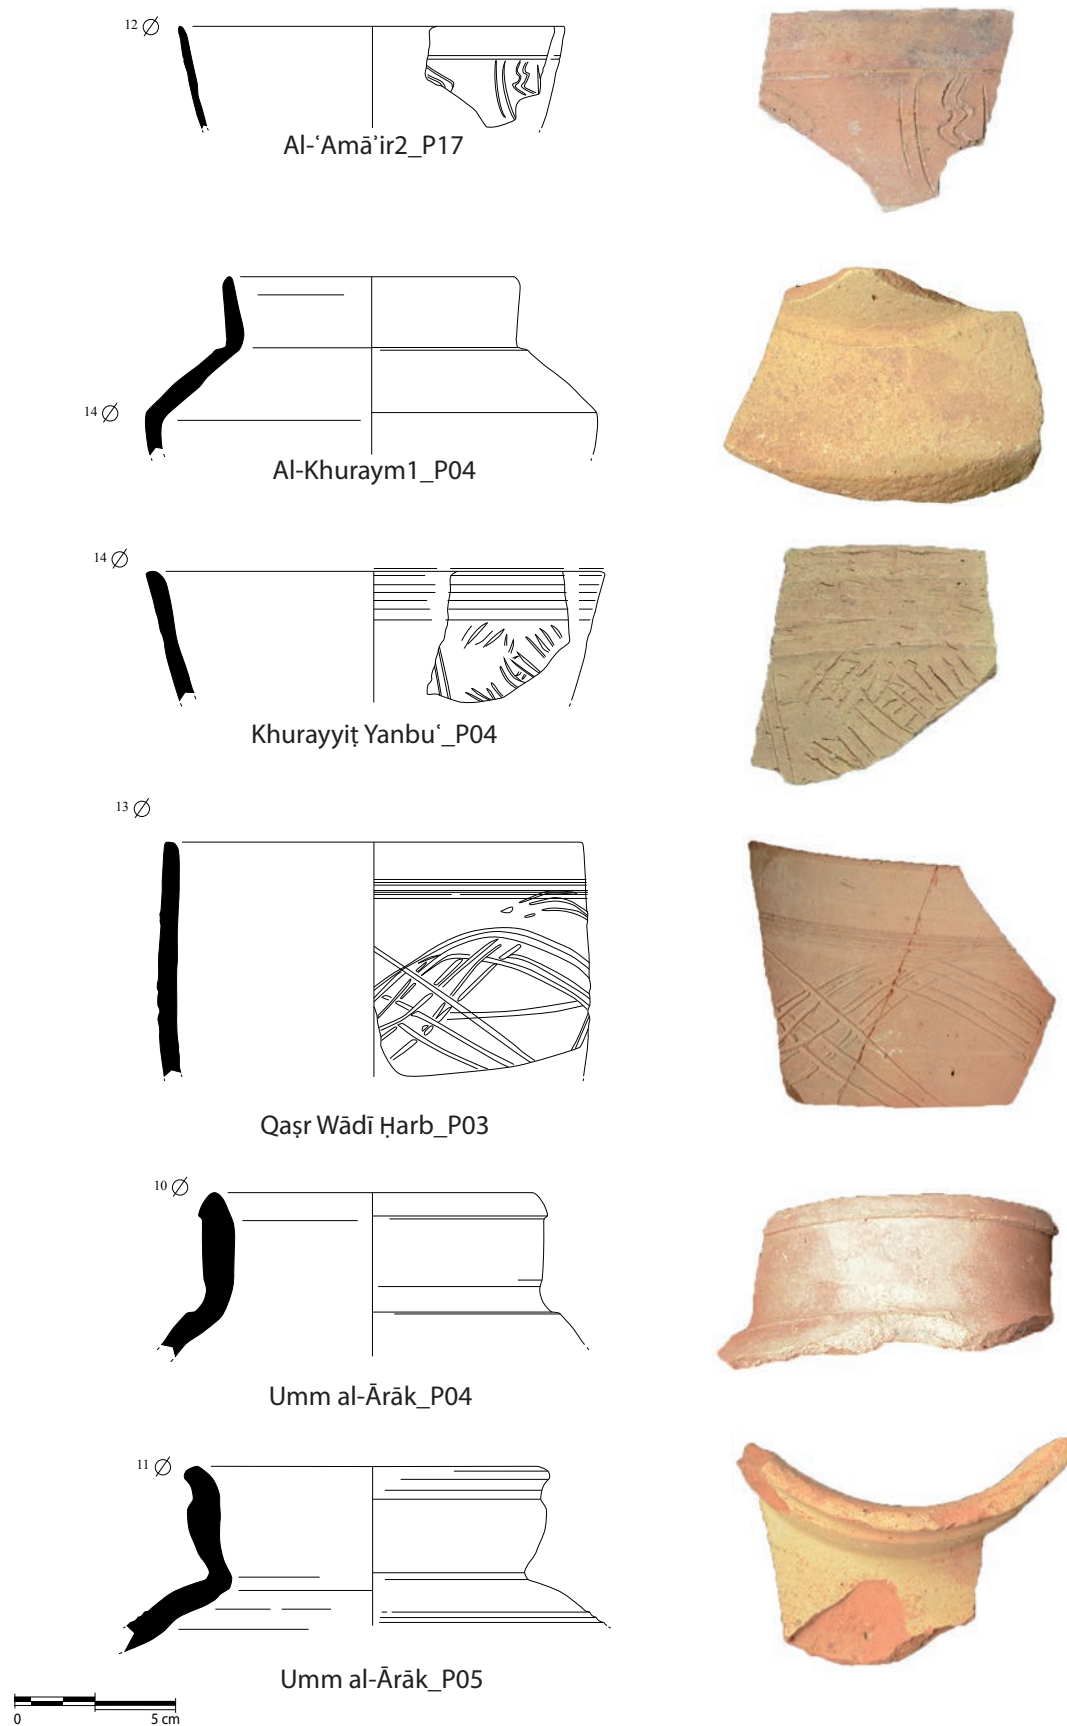 12 ∅
Al-ʿAmāʾir2_P17
14 ∅
Al-Khuraym1_P04
14 ∅
Khurayyiṭ Yanbuʿ_P04
13 ∅
Qaṣr Wādī Ḥarb_P03
10 ∅
Umm al-Ārāk_P04
11 ∅
Umm al-Ārāk_P05
0 5 cm